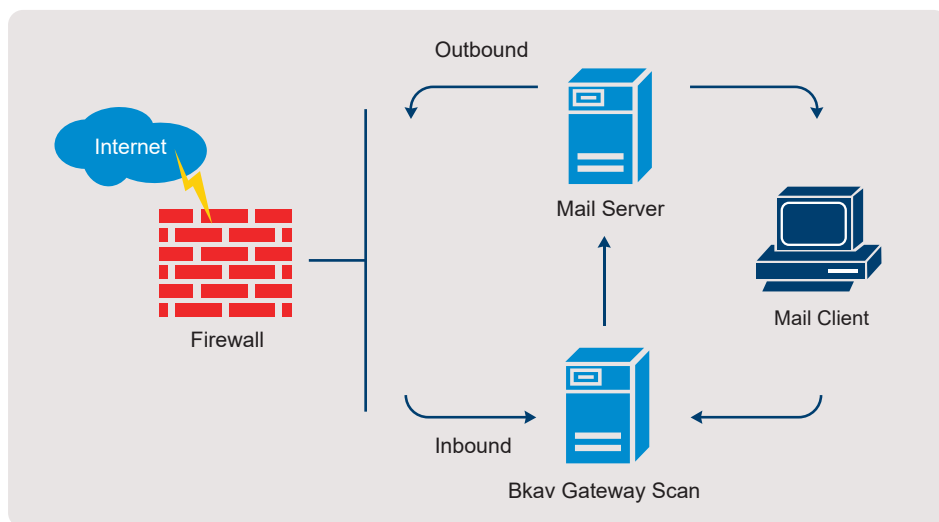 Outbound
Internet
Mail Server
Mail Client
Firewall
Inbound
Bkav Gateway Scan